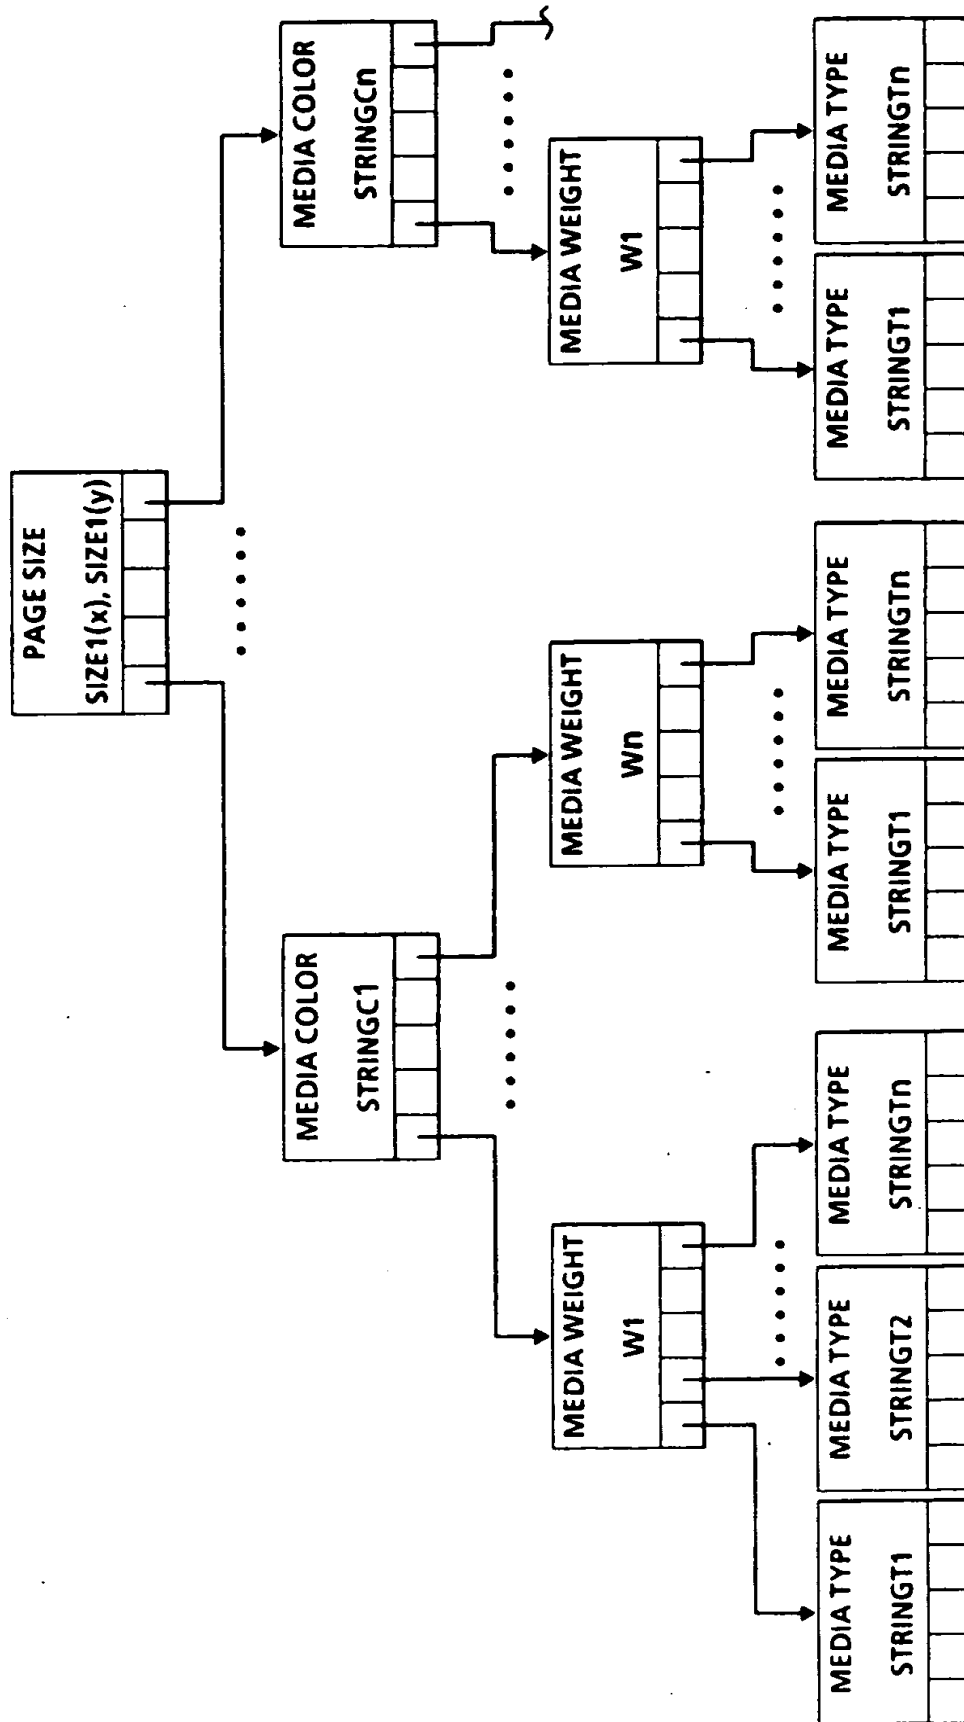 PAGE SIZE
SIZE1(x), SIZE1(y)
MEDIA COLOR
STRINGC1
MEDIA COLOR
STRINGCn
MEDIA WEIGHT
W1
MEDIA WEIGHT
Wn
MEDIA WEIGHT
W1
MEDIA TYPE
STRINGT1
MEDIA TYPE
STRINGT2
MEDIA TYPE
STRINGTn
MEDIA TYPE
STRINGT1
MEDIA TYPE
STRINGTn
MEDIA TYPE
STRINGT1
MEDIA TYPE
STRINGTn